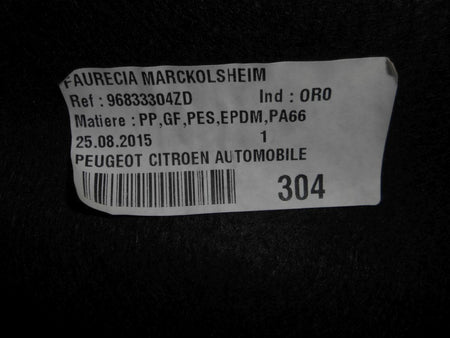 FAURECIA MARCKOLSHEIM
Ref : 96833304ZD Ind : ORO
Matiere : PP,GF,PES,EPDM,PA66
25.08.2015 1
PEUGEOT CITROEN AUTOMOBILE
304